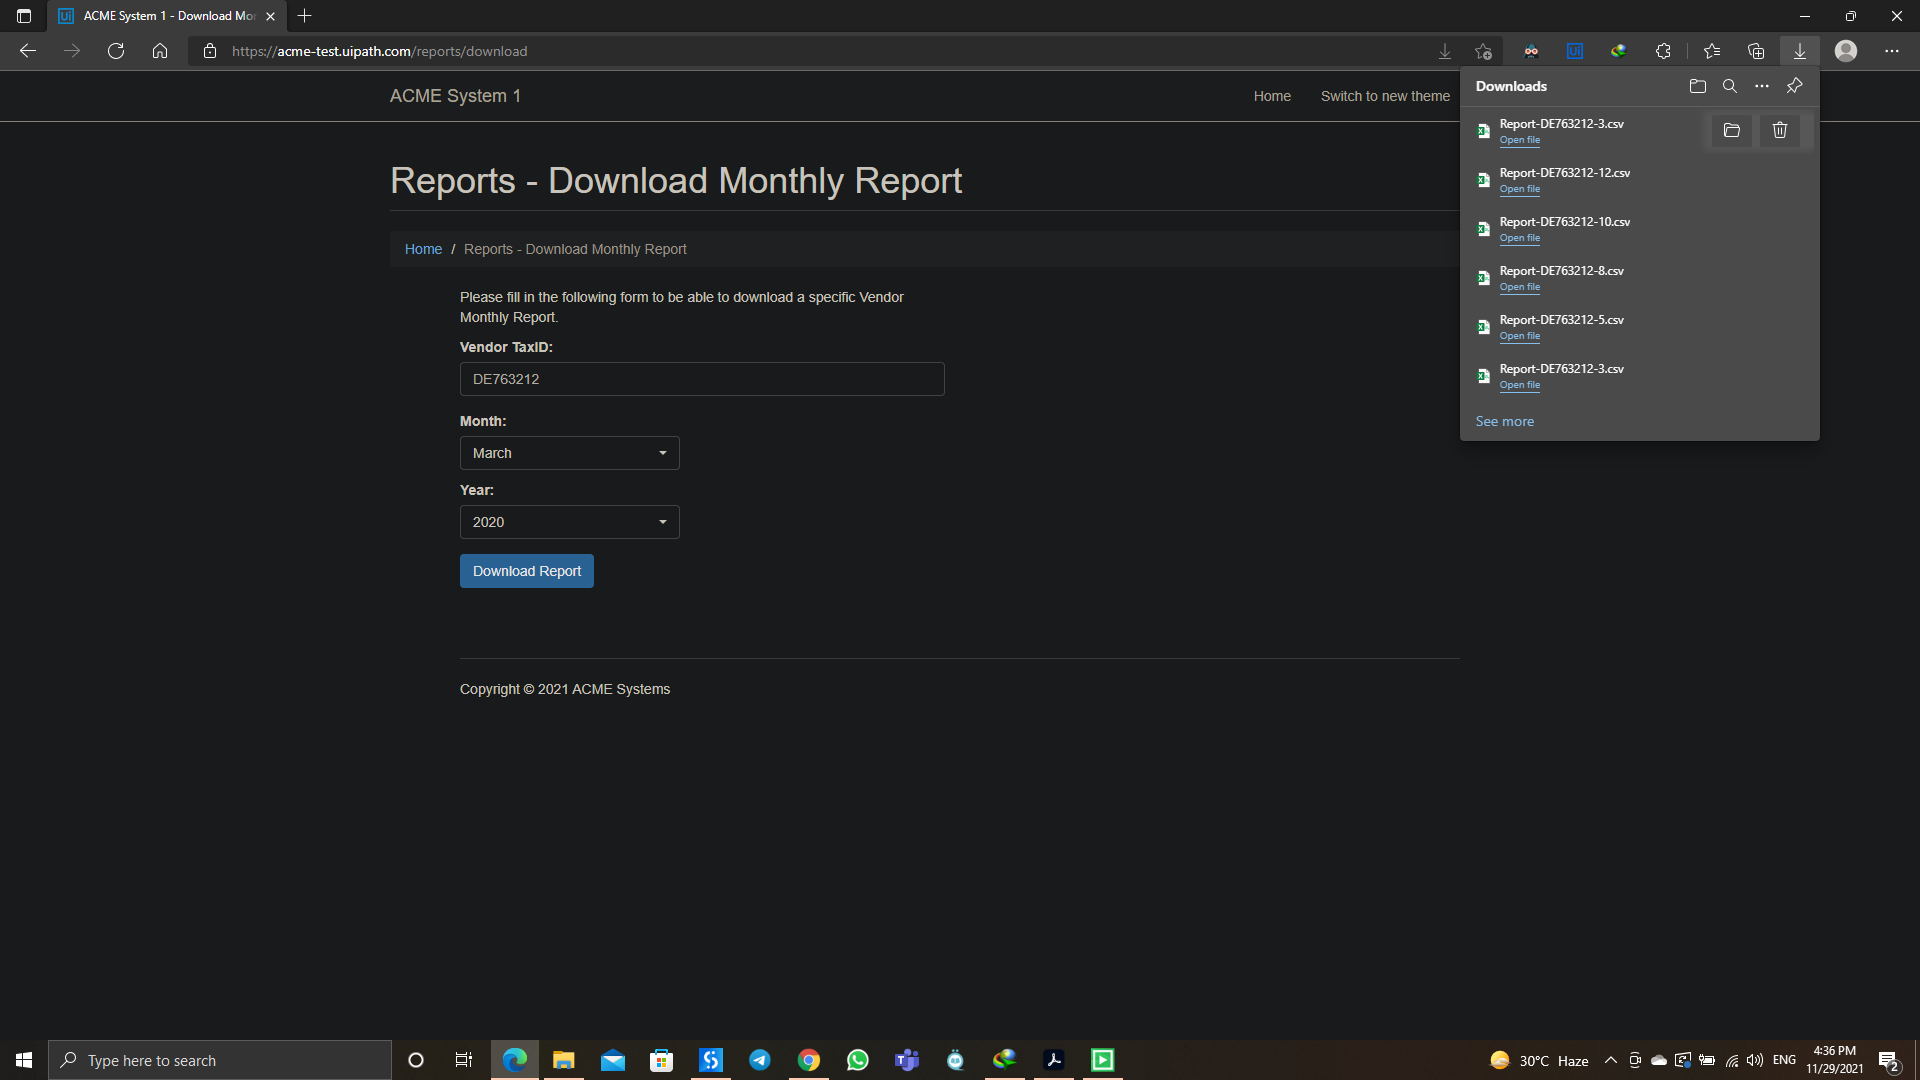 ACME System 1 - Download Mo
https://acme-test.uipath.com/reports/download
ACME System 1
Home
Switch to new theme
Reports - Download Monthly Report
Home / Reports - Download Monthly Report
Please fill in the following form to be able to download a specific Vendor
Monthly Report.
Vendor TaxID:
DE763212
Month:
March
Year:
2020
Download Report
Copyright © 2021 ACME Systems
Downloads
Report-DE763212-3.csv
Open file
Report-DE763212-12.csv
Open file
Report-DE763212-10.csv
Open file
Report-DE763212-8.csv
Open file
Report-DE763212-5.csv
Open file
Report-DE763212-3.csv
Open file
See more
Type here to search
30°C Haze
ENG
4:36 PM
11/29/2021
2